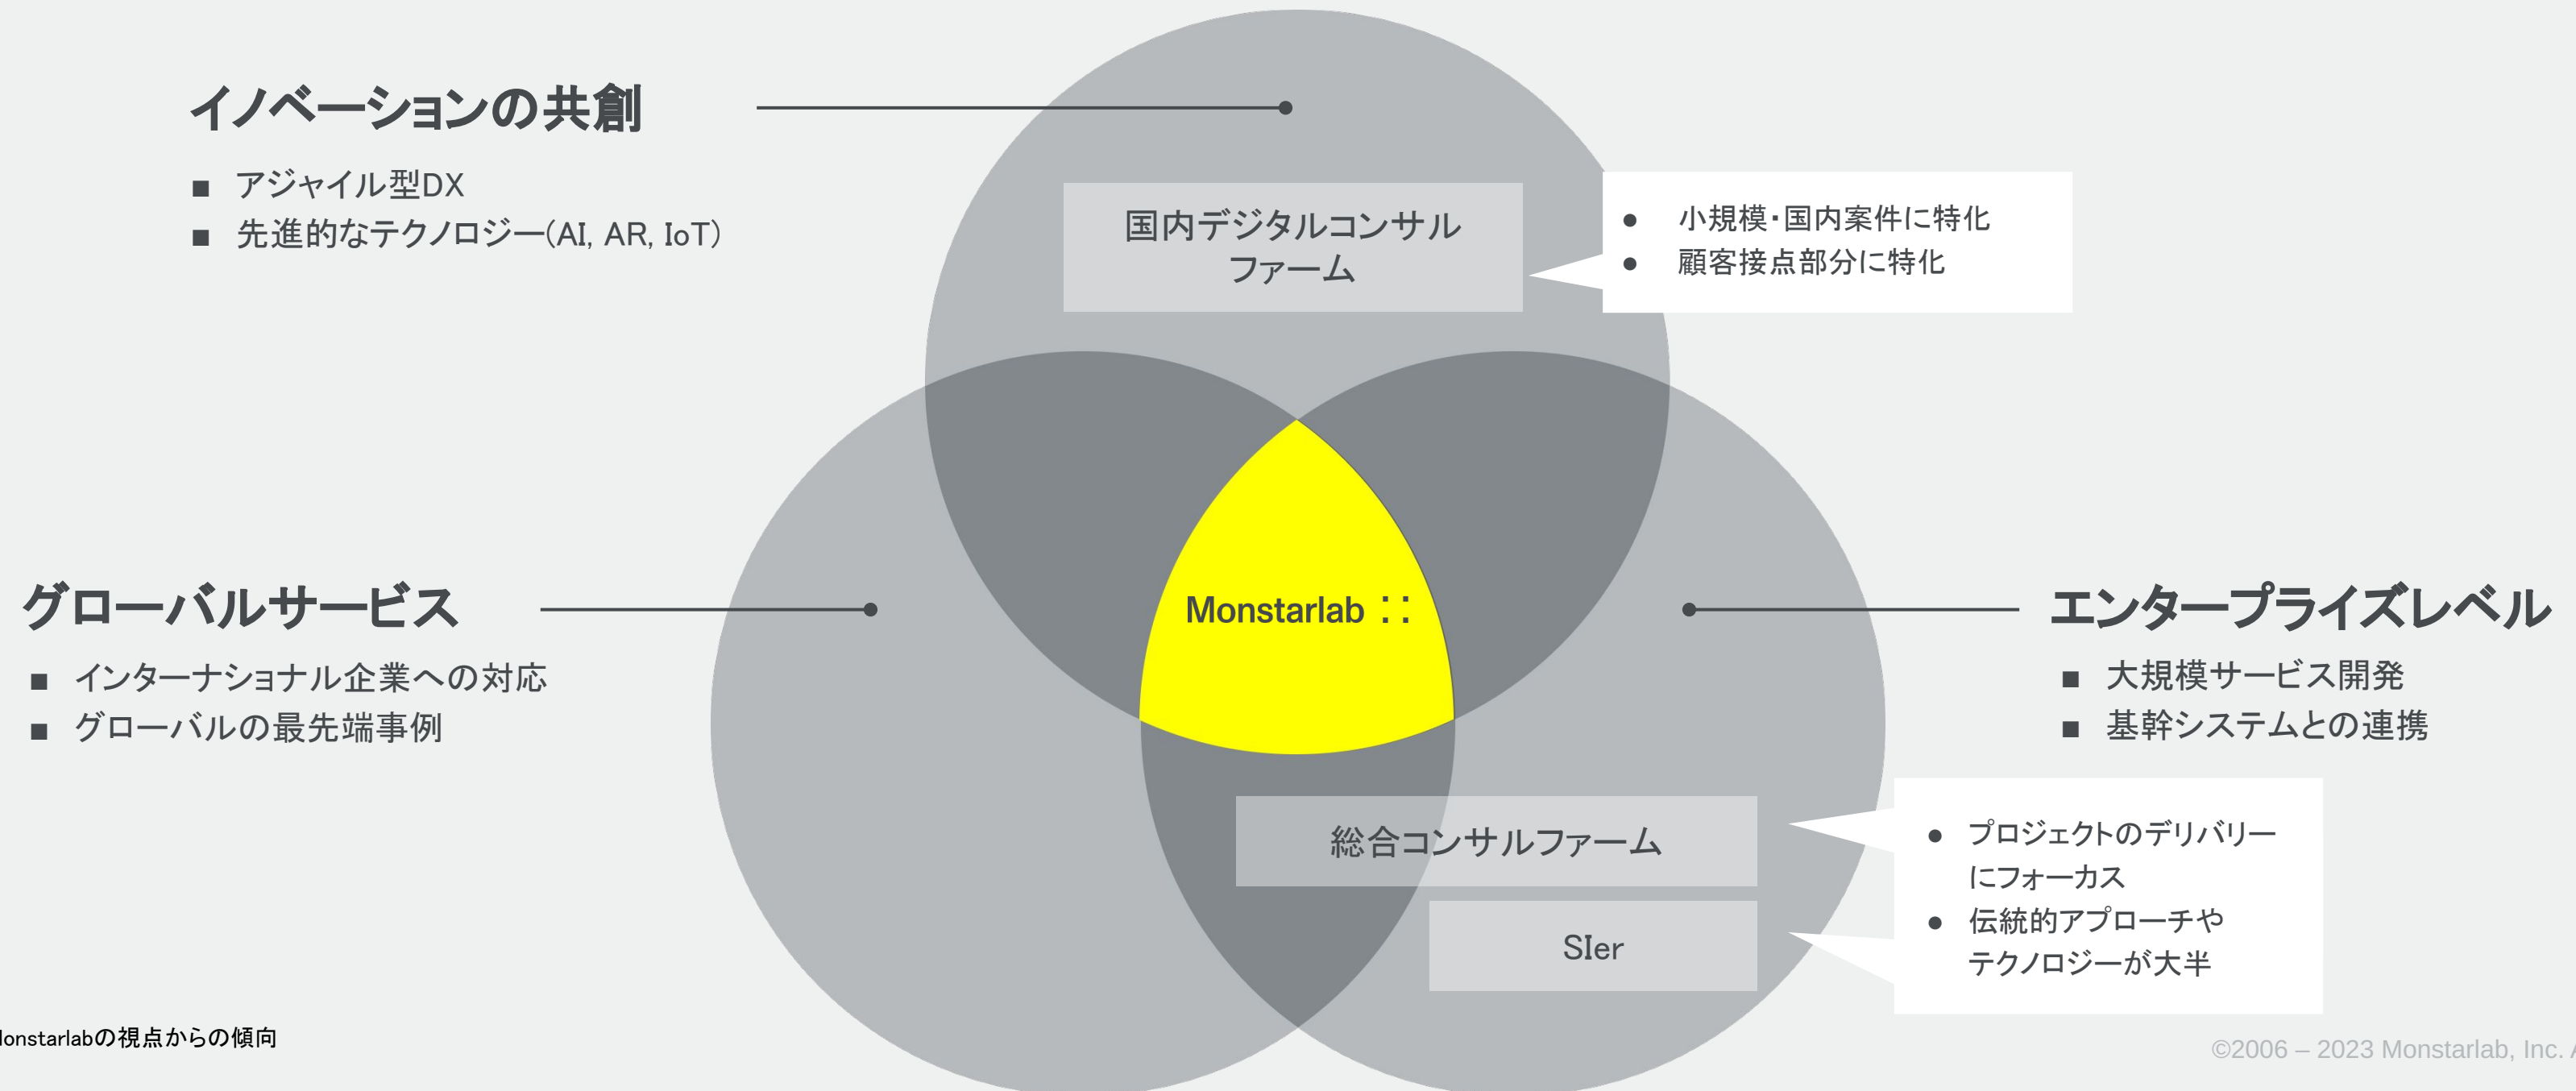 イノベーションの共創
■ アジャイル型DX
■ 先進的なテクノロジー(AI, AR, IoT)
国内デジタルコンサル
ファーム
● 小規模・国内案件に特化
● 顧客接点部分に特化
グローバルサービス
■ インターナショナル企業への対応
■ グローバルの最先端事例
Monstarlab
エンタープライズレベル
■ 大規模サービス開発
■ 基幹システムとの連携
総合コンサルファーム
SIer
● プロジェクトのデリバリー
にフォーカス
● 伝統的アプローチや
テクノロジーが大半
onstarlabの視点からの傾向
©2006 – 2023 Monstarlab, Inc.